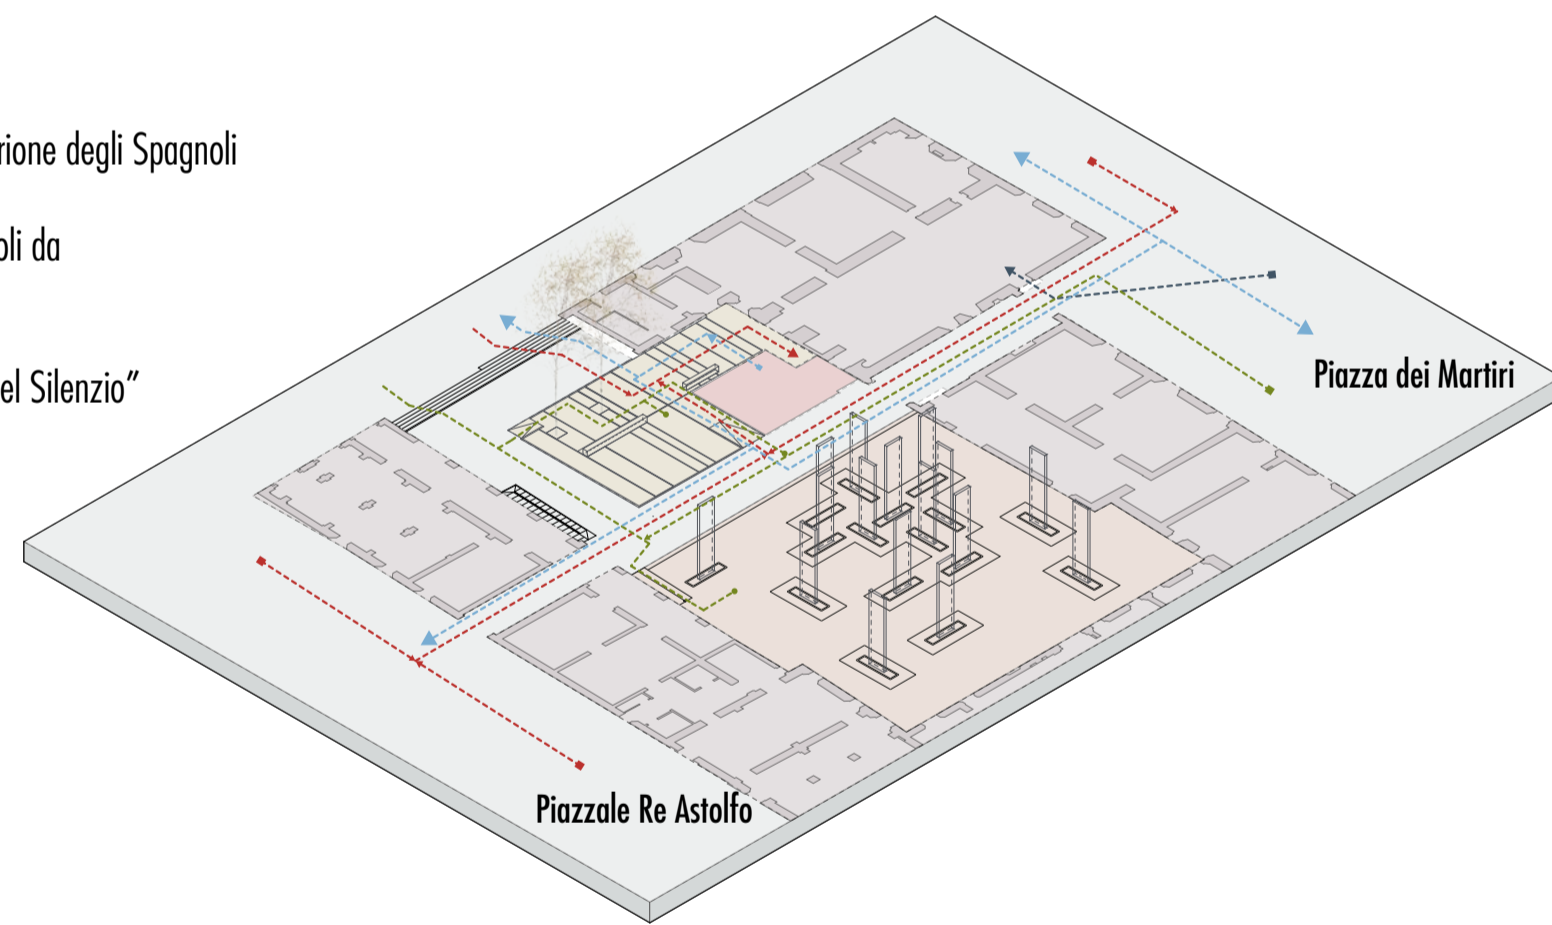 rione degli Spagnoli
oli da
el Silenzio”
Piazza dei Martiri
Piazzale Re Astolfo